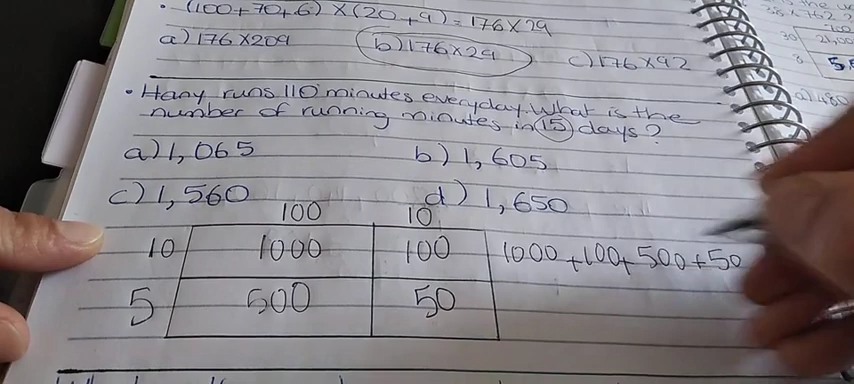 • (100+70+6) × (20+9) = 176×29
a) 176×209 b) 176×29 c) 176×92
• Hany runs 110 minutes everyday. What is the
number of running minutes in 15 days?
a) 1,065 b) 1,605
c) 1,560 d) 1,650
100 10
10 1000 100 1000+100+500+50
5 500 50